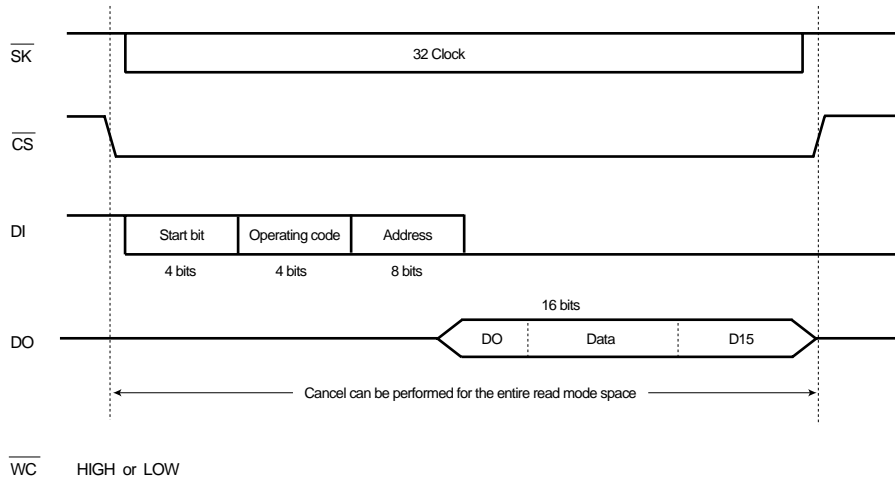 SK
32 Clock
CS
DI
Start bit
Operating code
Address
4 bits
4 bits
8 bits
16 bits
DO
DO
Data
D15
Cancel can be performed for the entire read mode space
WC HIGH or LOW